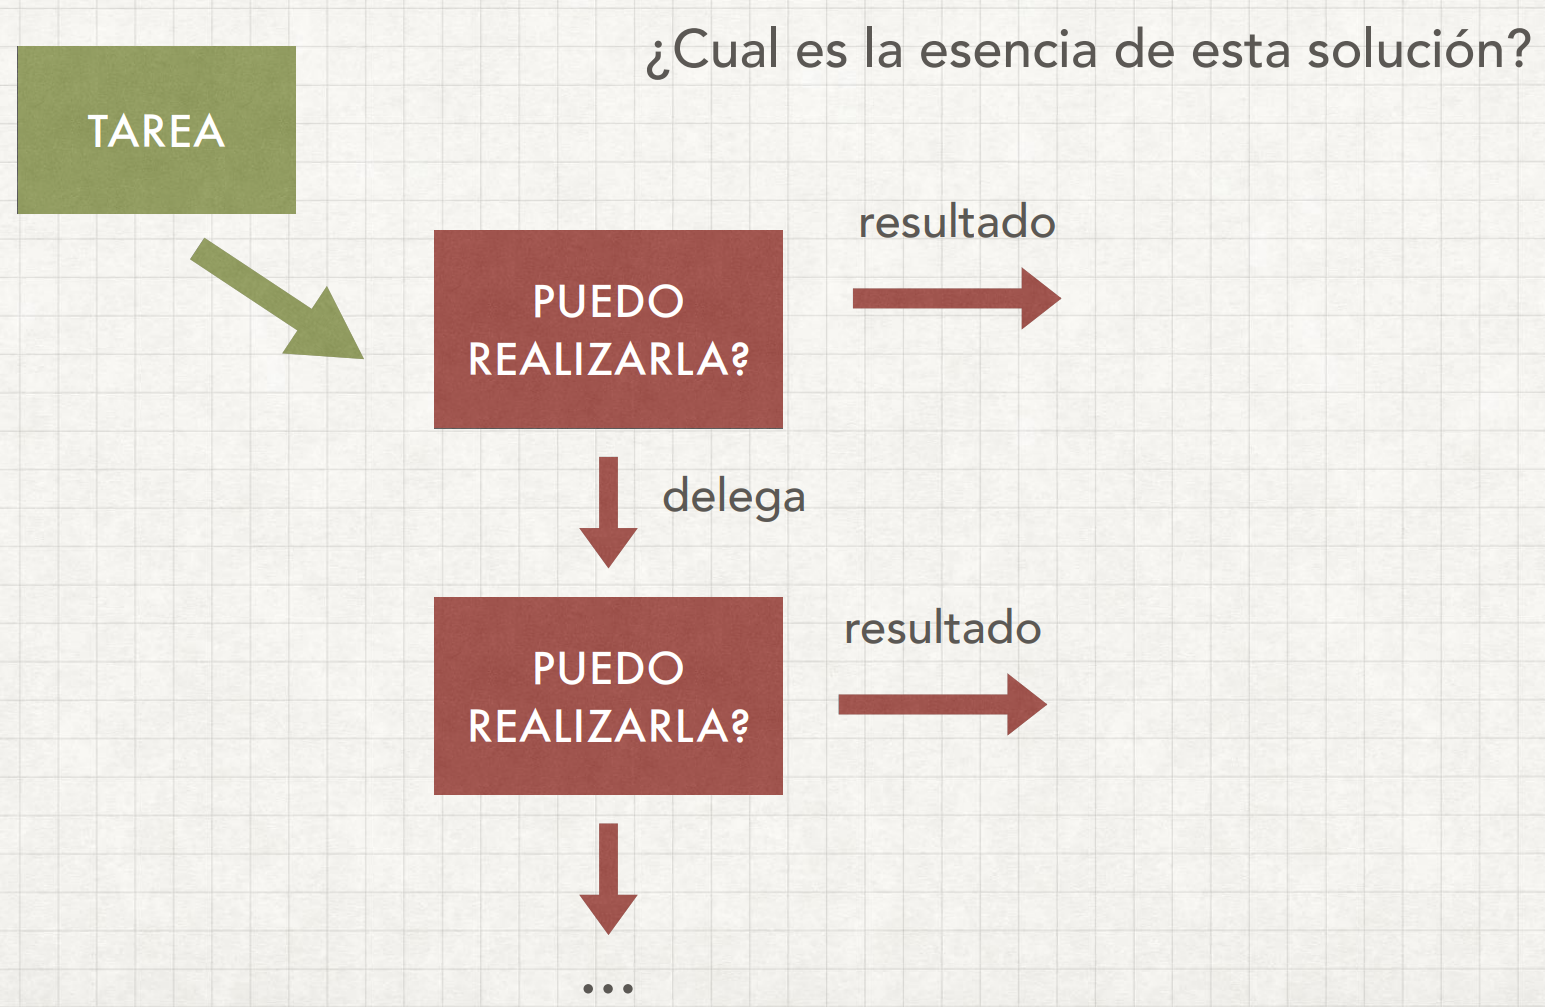 ¿Cual es la esencia de esta solución?
TAREA
resultado
PUEDO
REALIZARLA?
delega
resultado
PUEDO
REALIZARLA?
...